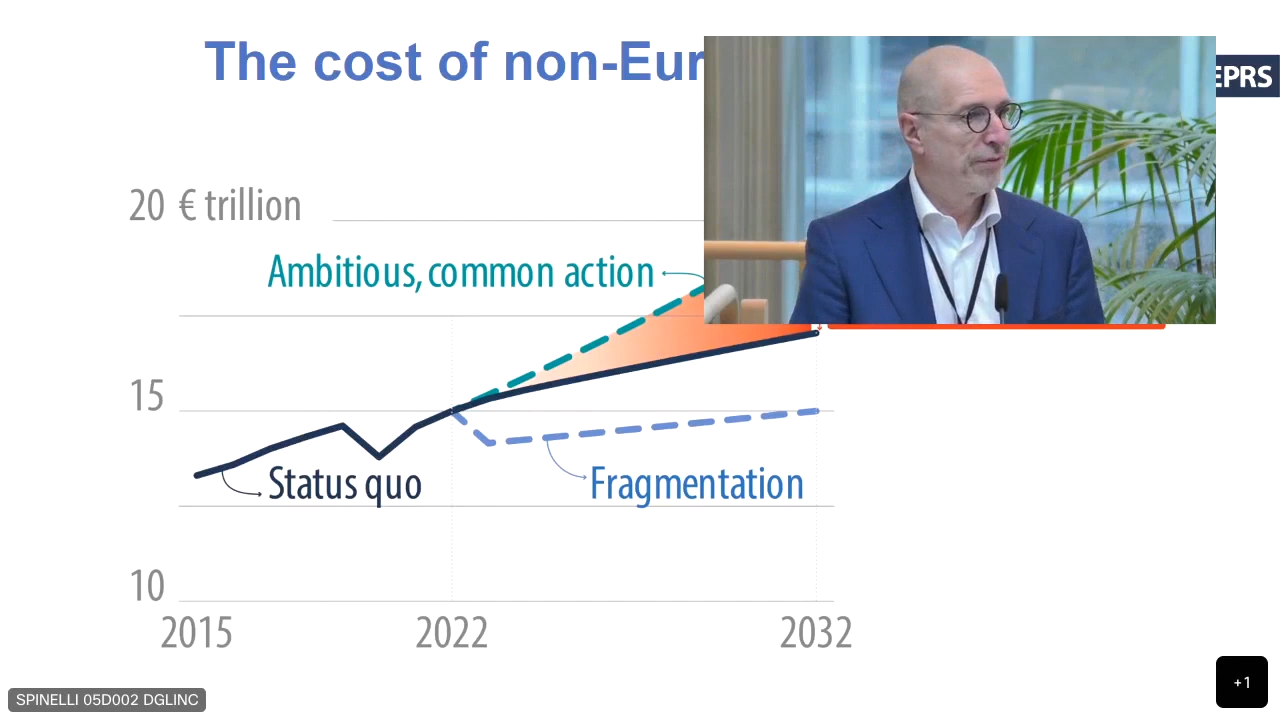 The cost of non-Eur
EPRS
20 € trillion
Ambitious, common action
15
Status quo
Fragmentation
10
2015
2022
2032
SPINELLI 05D002 DGLINC
+1